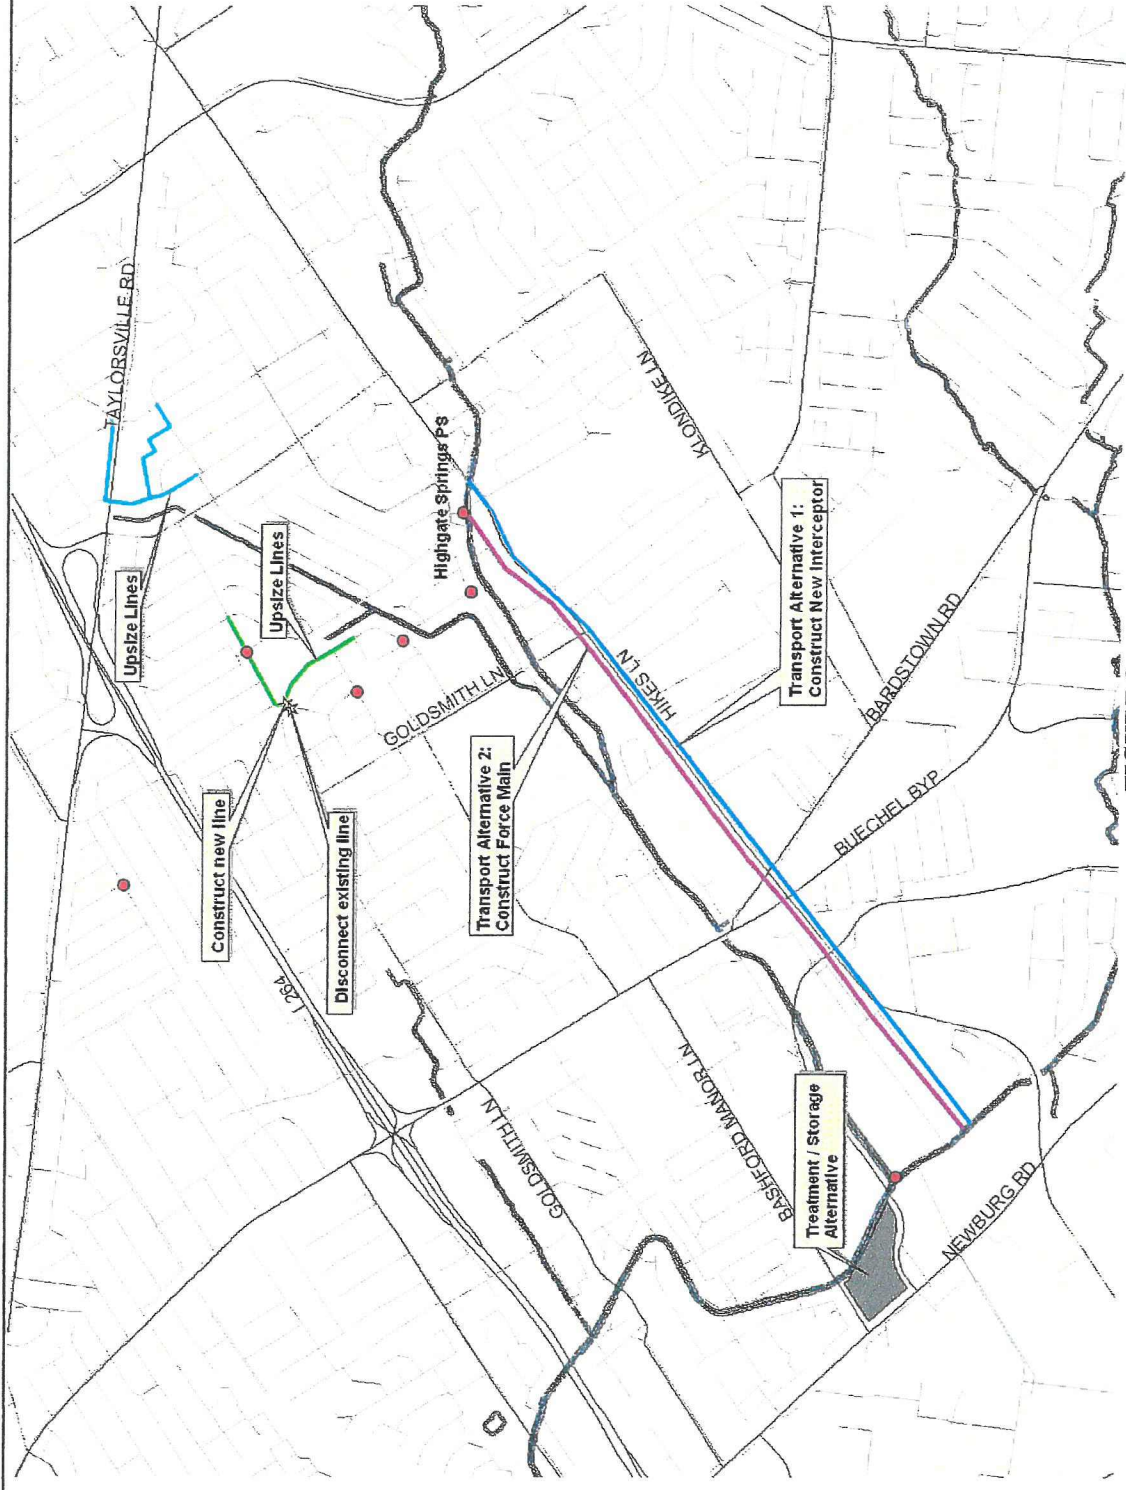 TAYLORSVILLE RD
Upsize Lines
Upsize Lines
Highgate Springs PS
KLONDIKE LN
Construct new line
Disconnect existing line
GOLDSMITH LN
HIKES LN
Transport Alternative 1:
Construct New Interceptor
Transport Alternative 2:
Construct Force Main
BARDSTOWN RD
BUECHEL BYP
I 264
GOLDSMITH LN
BASHFORD MANOR LN
Treatment / Storage
Alternative
NEWBURG RD